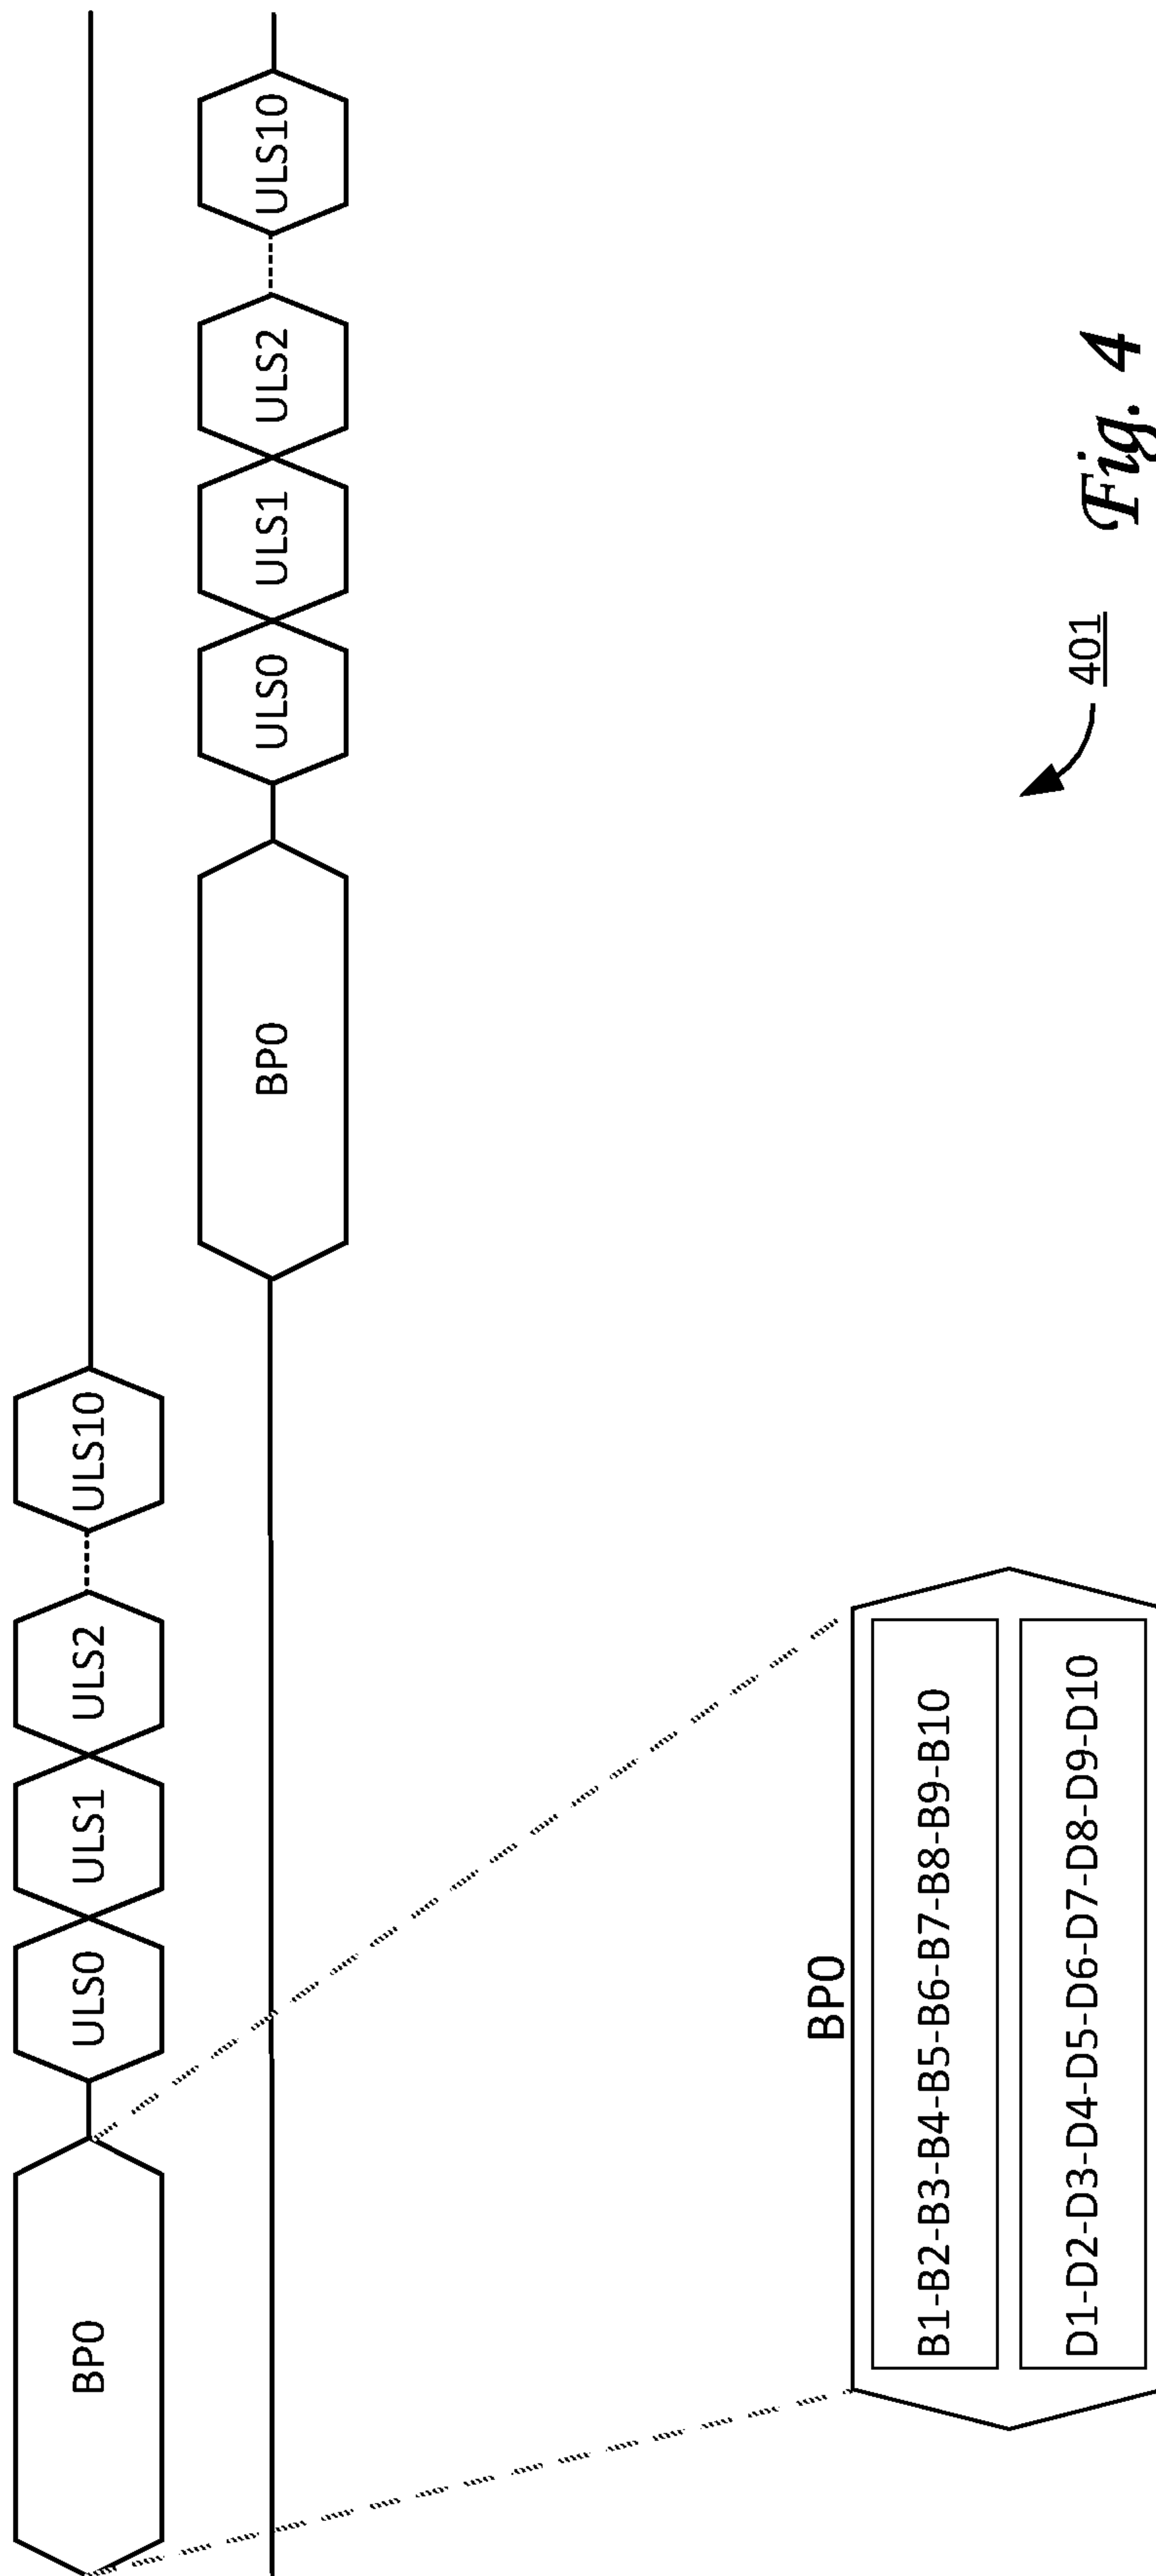 BP0 ULS0 ULS1 ULS2 ULS10
BP0 ULS0 ULS1 ULS2 ULS10
BP0
B1-B2-B3-B4-B5-B6-B7-B8-B9-B10
D1-D2-D3-D4-D5-D6-D7-D8-D9-D10
401
Fig. 4